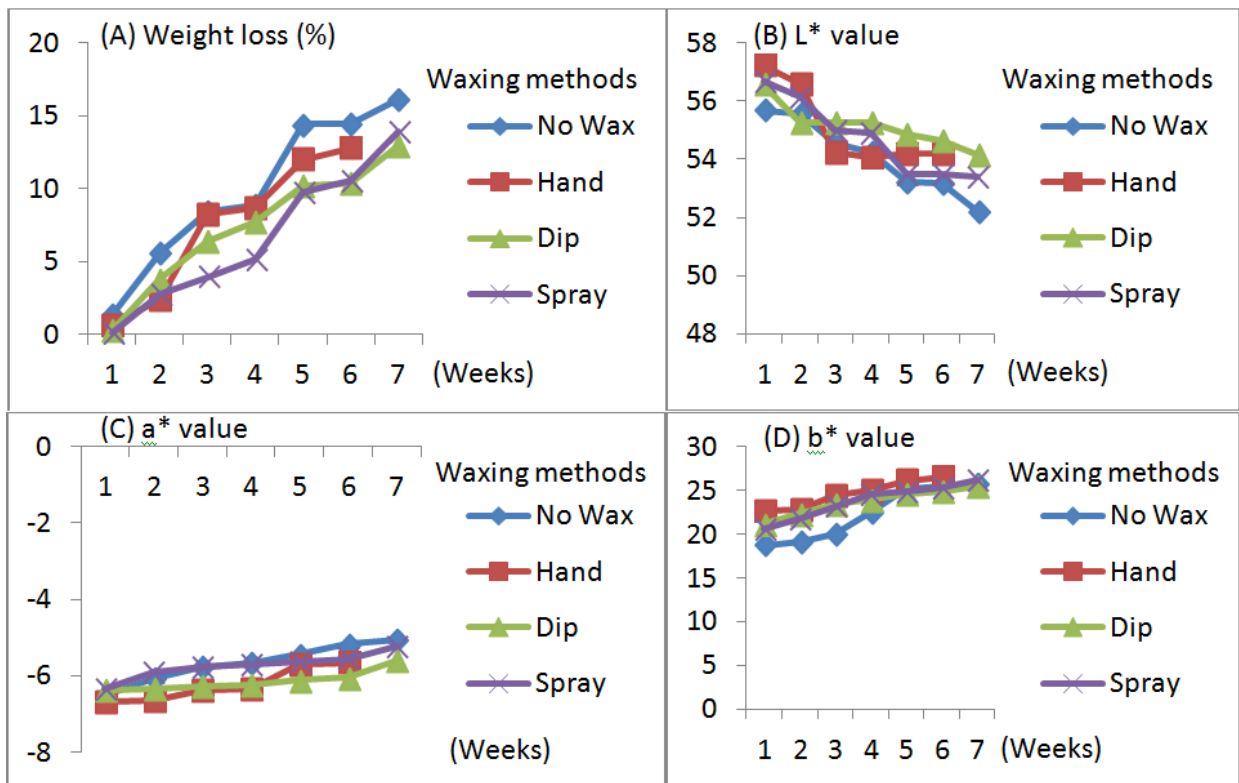 (A) Weight loss (%)
20
15
10
5
0
1 2 3 4 5 6 7 (Weeks)
Waxing methods
No Wax
Hand
Dip
Spray
(B) L* value
58
56
54
52
50
48
1 2 3 4 5 6 7 (Weeks)
Waxing methods
No Wax
Hand
Dip
Spray
(C) a* value
0
-2
-4
-6
-8
1 2 3 4 5 6 7
(Weeks)
Waxing methods
No Wax
Hand
Dip
Spray
(D) b* value
30
25
20
15
10
5
0
1 2 3 4 5 6 7
(Weeks)
Waxing methods
No Wax
Hand
Dip
Spray